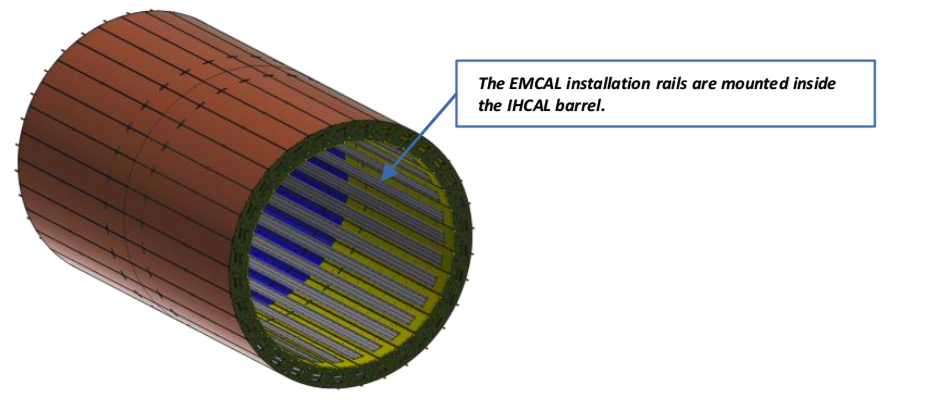 The EMCAL installation rails are mounted inside
the IHCAL barrel.